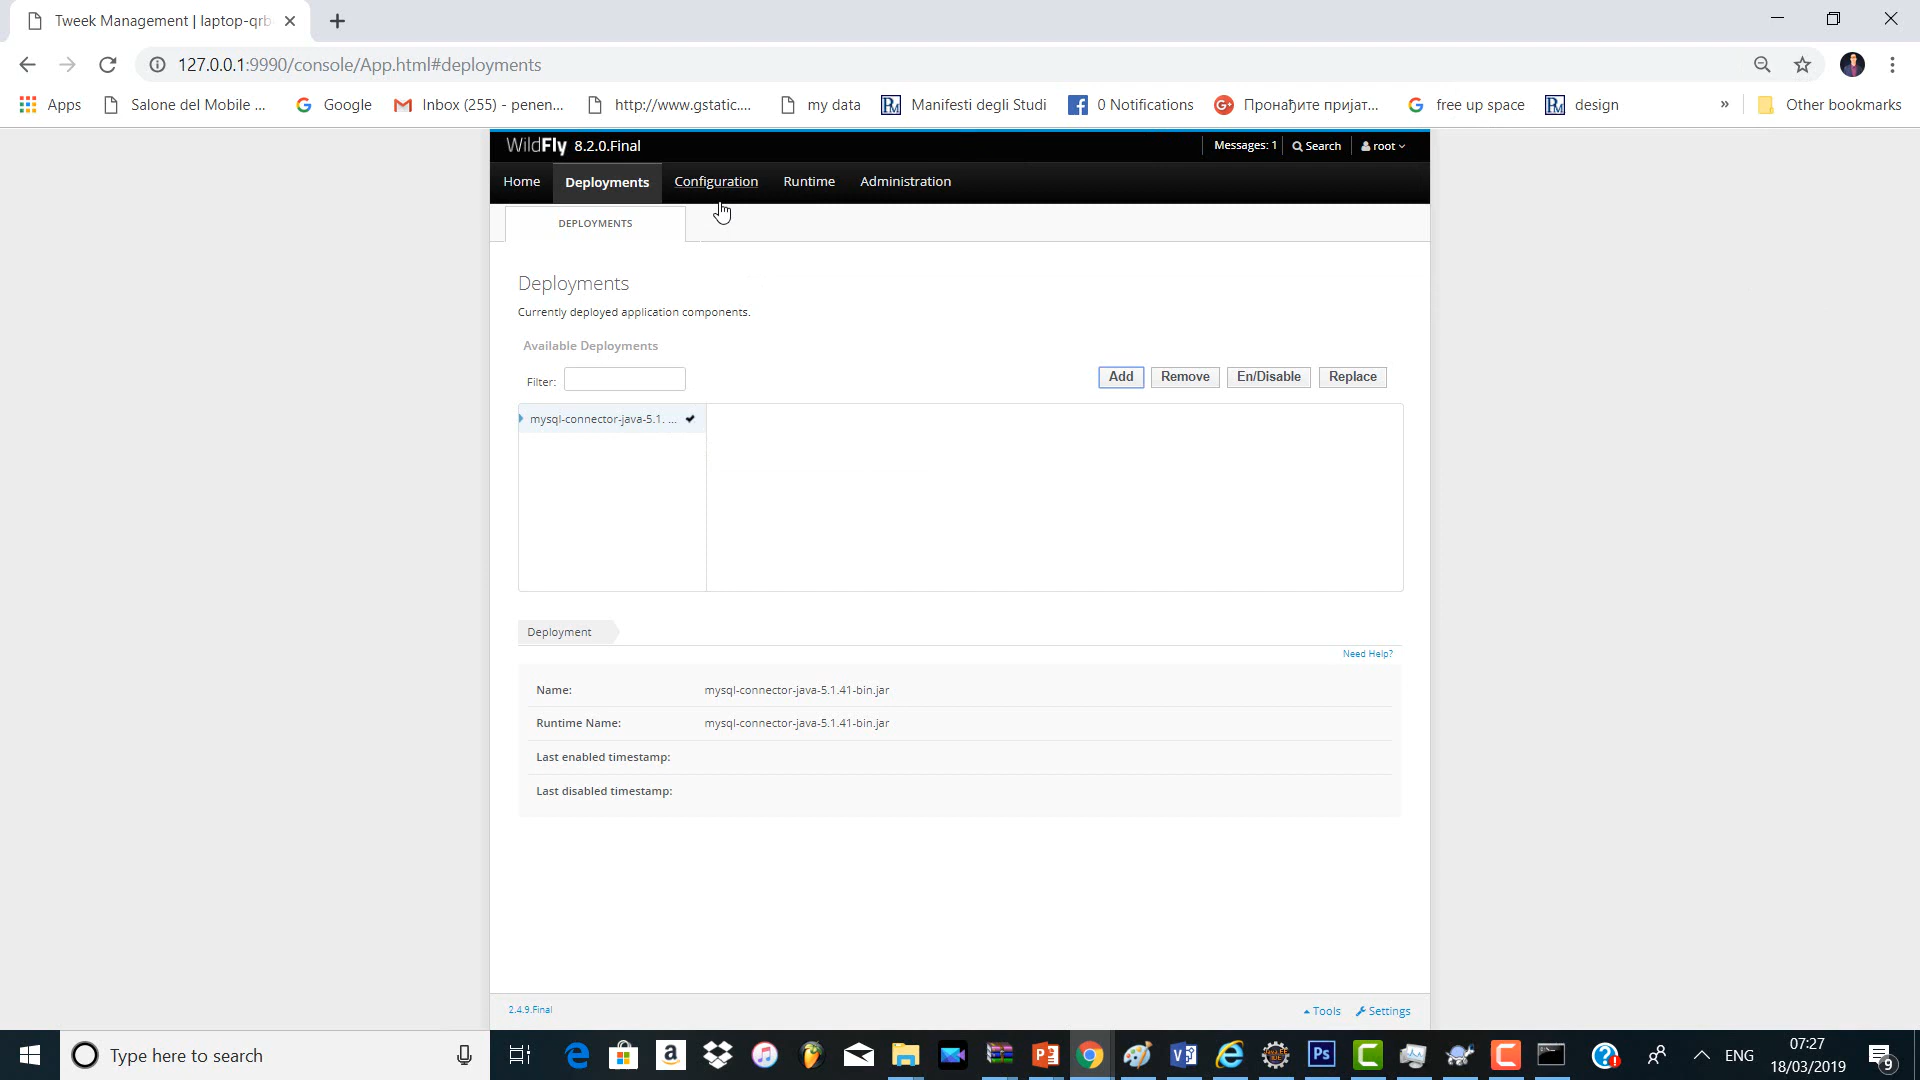 Tweek Management | laptop-qrb
127.0.0.1:9990/console/App.html#deployments
Apps
Salone del Mobile ...
Google
Inbox (255) - penen...
http://www.gstatic....
my data
Manifesti degli Studi
0 Notifications
Пронађите пријат...
free up space
design
»
Other bookmarks
WildFly 8.2.0.Final
Messages: 1
Search
root
Home
Deployments
Configuration
Runtime
Administration
DEPLOYMENTS
Deployments
Currently deployed application components.
Available Deployments
Filter:
Add
Remove
En/Disable
Replace
mysql-connector-java-5.1. ...
Deployment
Need Help?
Name: mysql-connector-java-5.1.41-bin.jar
Runtime Name: mysql-connector-java-5.1.41-bin.jar
Last enabled timestamp:
Last disabled timestamp:
2.4.9.Final
Tools
Settings
Type here to search
ENG
07:27
18/03/2019
9